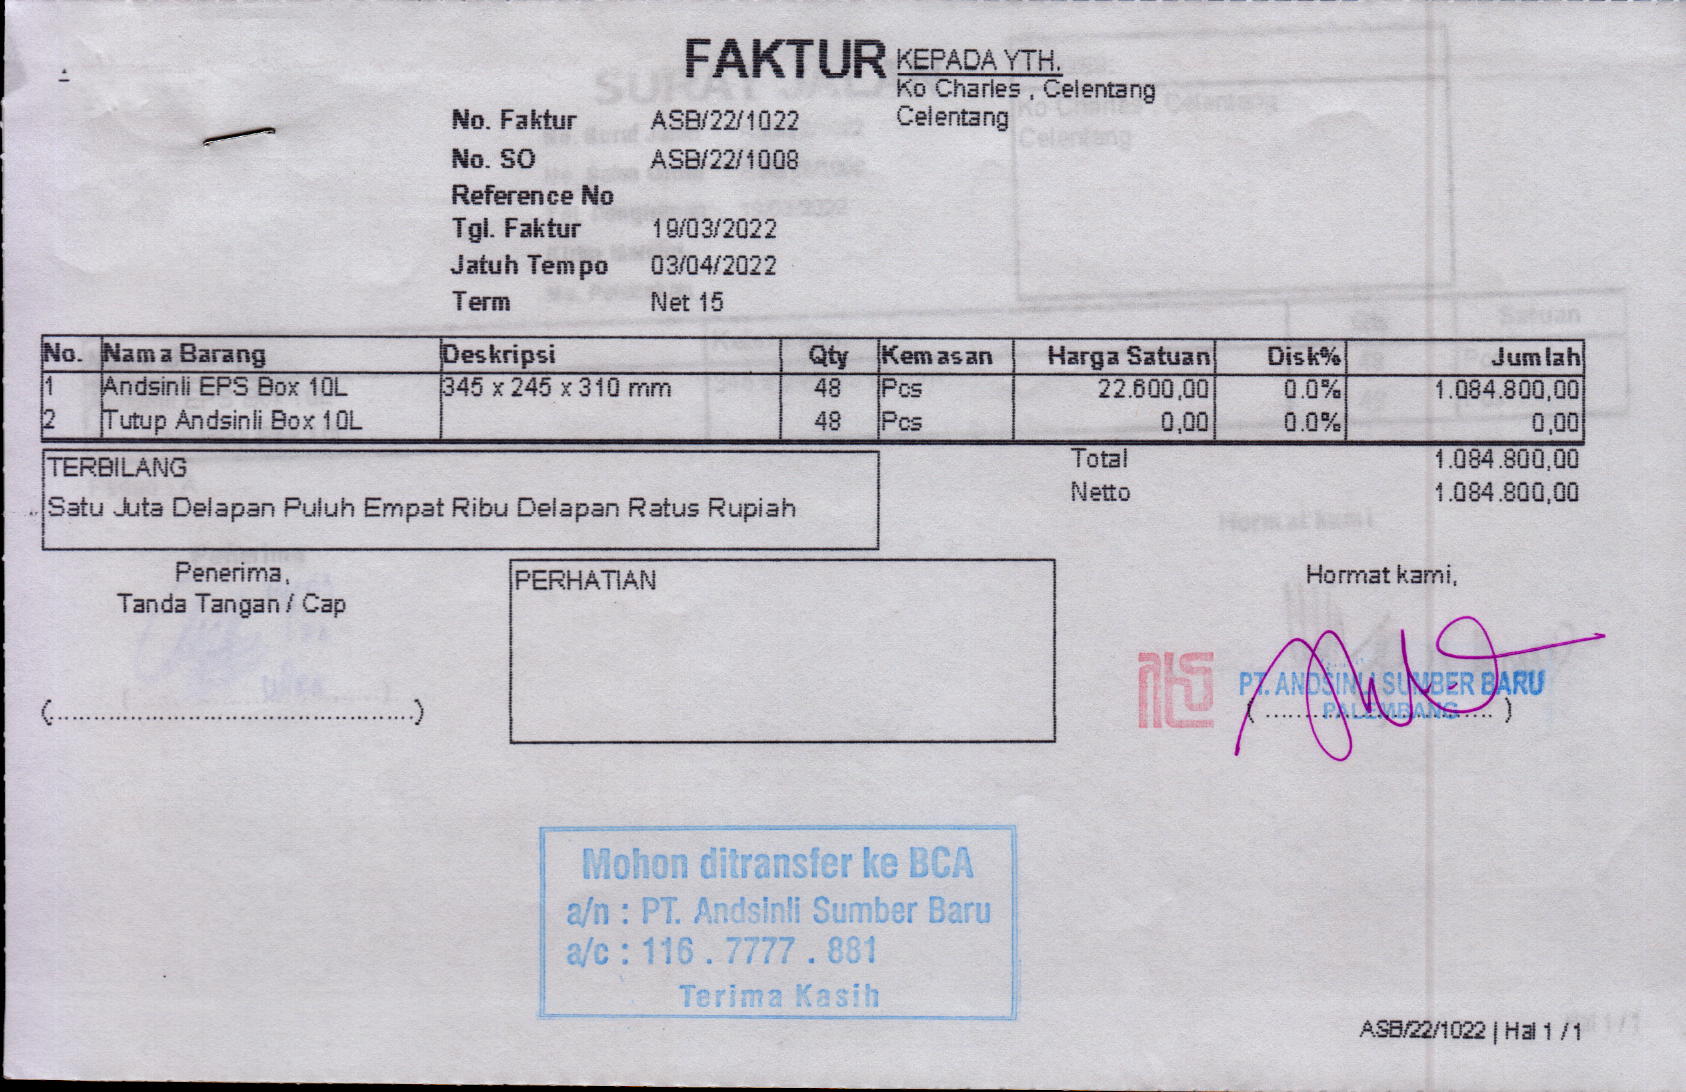 FAKTUR
KEPADA YTH.
Ko Charles , Celentang
Celentang
No. Faktur ASB/22/1022
No. SO ASB/22/1008
Reference No
Tgl. Faktur 19/03/2022
Jatuh Tempo 03/04/2022
Term Net 15
No. Nama Barang Deskripsi Qty Kemasan Harga Satuan Disk% Jumlah
1 Andsinli EPS Box 10L 345 x 245 x 310 mm 48 Pcs 22.600,00 0.0% 1.084.800,00
2 Tutup Andsinli Box 10L 48 Pcs 0,00 0.0% 0,00
TERBILANG
Satu Juta Delapan Puluh Empat Ribu Delapan Ratus Rupiah
Total 1.084.800,00
Netto 1.084.800,00
Penerima,
Tanda Tangan / Cap
PERHATIAN
Hormat kami,
PT. ANDSINLI SUMBER BARU
PALEMBANG
Mohon ditransfer ke BCA
a/n : PT. Andsinli Sumber Baru
a/c : 116 . 7777 . 881
Terima Kasih
ASB/22/1022 | Hal 1 / 1